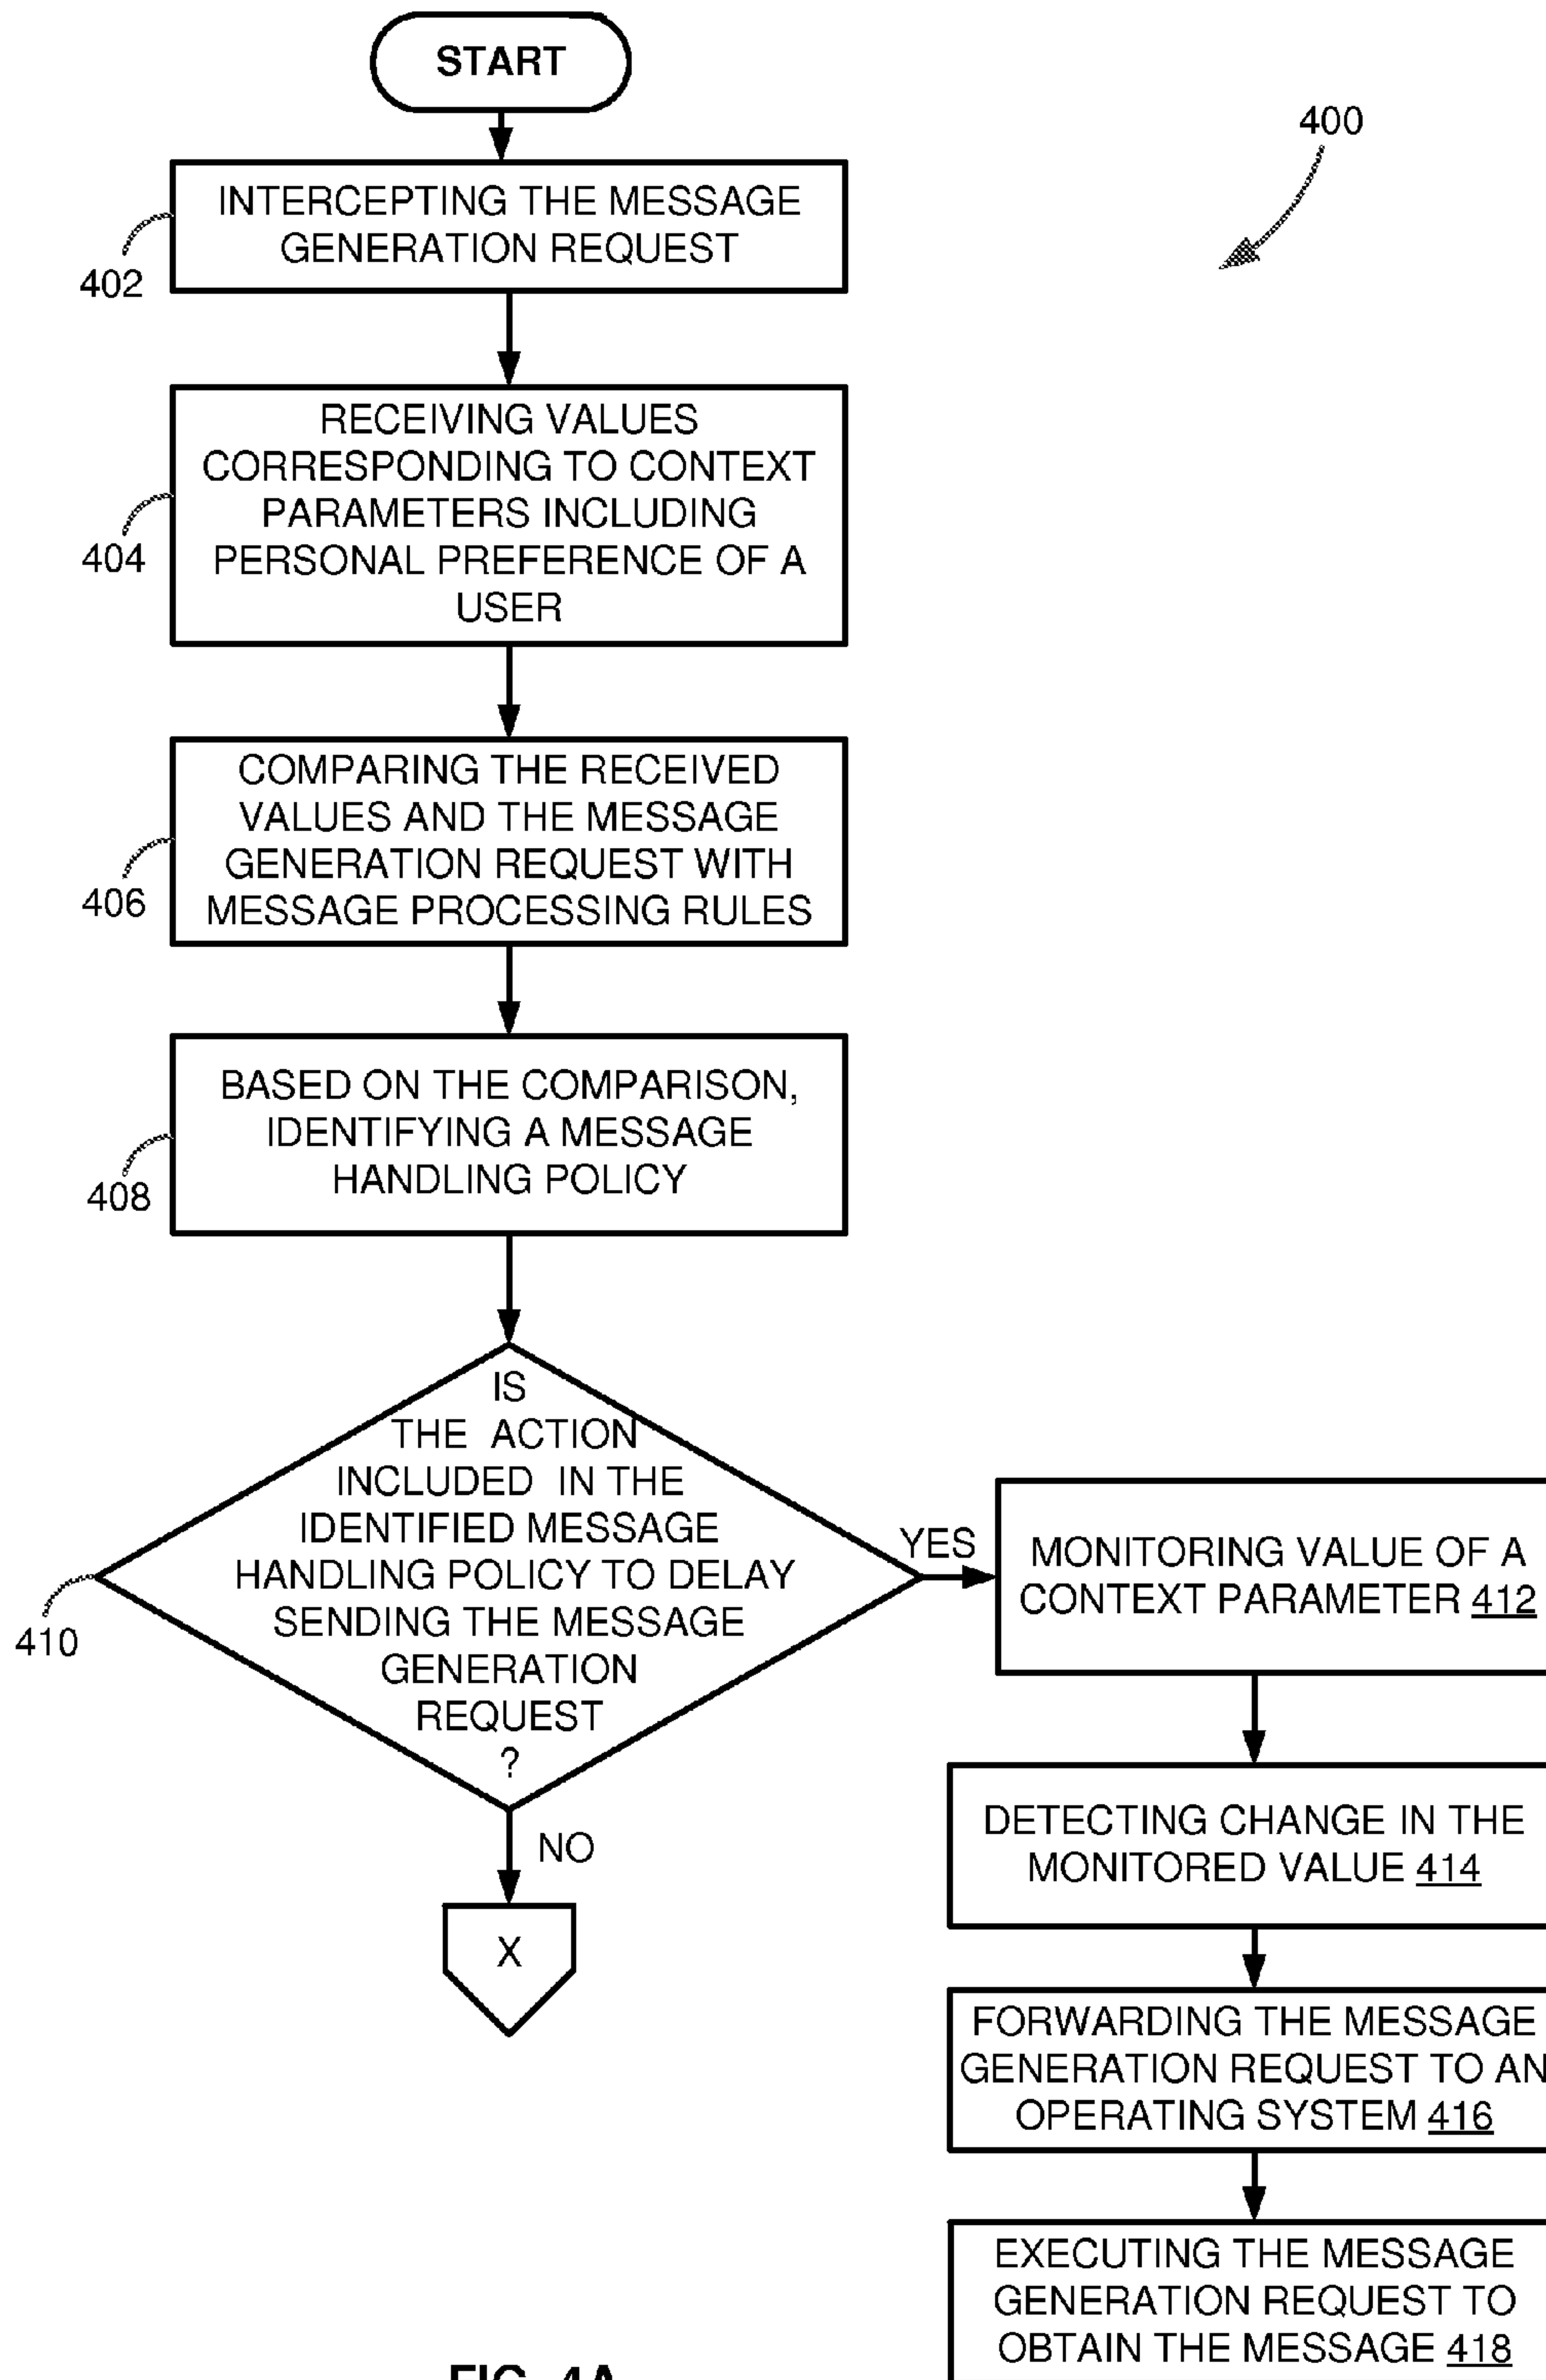 START
400
INTERCEPTING THE MESSAGE
GENERATION REQUEST
402
RECEIVING VALUES
CORRESPONDING TO CONTEXT
PARAMETERS INCLUDING
PERSONAL PREFERENCE OF A
USER
404
COMPARING THE RECEIVED
VALUES AND THE MESSAGE
GENERATION REQUEST WITH
MESSAGE PROCESSING RULES
406
BASED ON THE COMPARISON,
IDENTIFYING A MESSAGE
HANDLING POLICY
408
IS
THE ACTION
INCLUDED IN THE
IDENTIFIED MESSAGE
HANDLING POLICY TO DELAY
SENDING THE MESSAGE
GENERATION
REQUEST
?
410
YES
MONITORING VALUE OF A
CONTEXT PARAMETER 412
DETECTING CHANGE IN THE
MONITORED VALUE 414
NO
X
FORWARDING THE MESSAGE
GENERATION REQUEST TO AN
OPERATING SYSTEM 416
EXECUTING THE MESSAGE
GENERATION REQUEST TO
OBTAIN THE MESSAGE 418
FIG. 4A